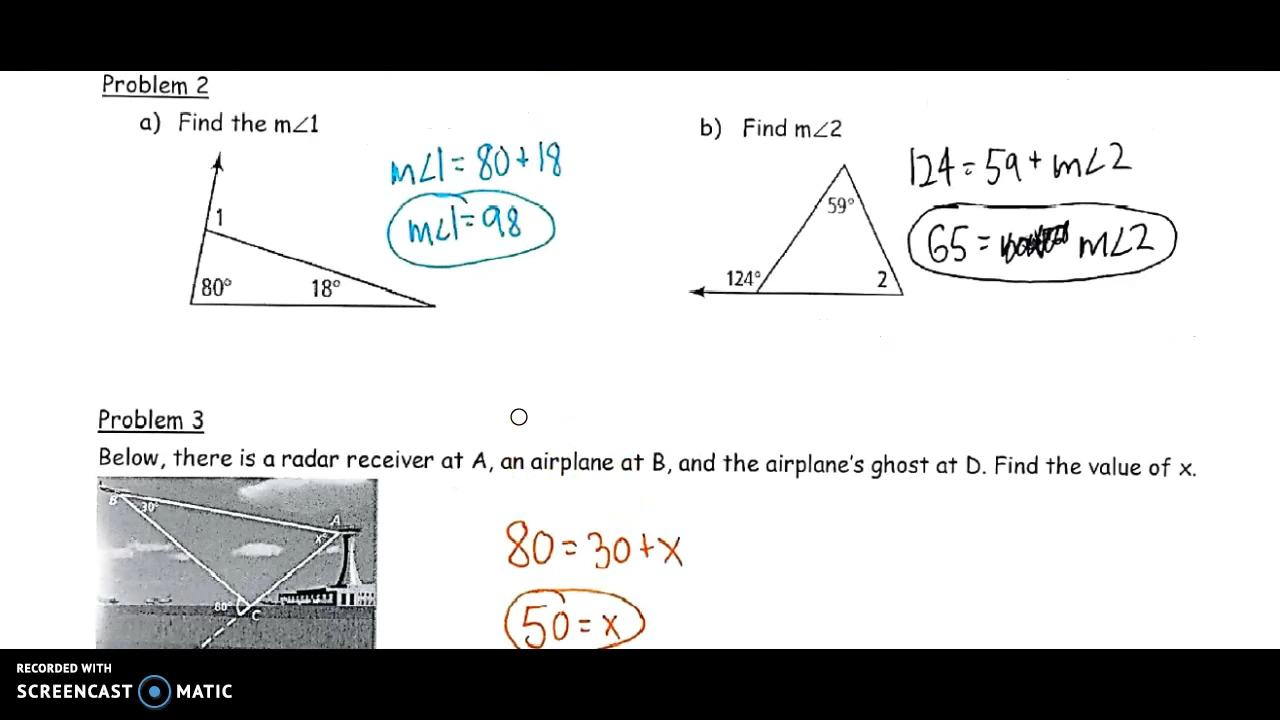 Problem 2
a) Find the m∠1
m∠1 = 80 + 18
m∠1 = 98
1
80°
18°
b) Find m∠2
124 = 59 + m∠2
65 = m∠2
59°
124°
2
Problem 3
Below, there is a radar receiver at A, an airplane at B, and the airplane's ghost at D. Find the value of x.
B
30°
A
x°
80°
C
80 = 30 + x
50 = x
RECORDED WITH
SCREENCAST MATIC